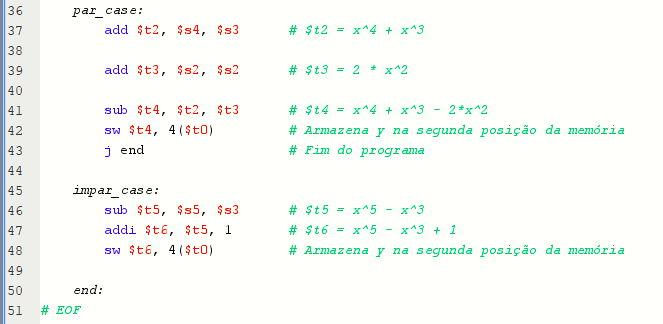 36 par_case:
37 add $t2, $s4, $s3 # $t2 = x^4 + x^3
38
39 add $t3, $s2, $s2 # $t3 = 2 * x^2
40
41 sub $t4, $t2, $t3 # $t4 = x^4 + x^3 - 2*x^2
42 sw $t4, 4($t0) # Armazena y na segunda posição da memória
43 j end # Fim do programa
44
45 impar_case:
46 sub $t5, $s5, $s3 # $t5 = x^5 - x^3
47 addi $t6, $t5, 1 # $t6 = x^5 - x^3 + 1
48 sw $t6, 4($t0) # Armazena y na segunda posição da memória
49
50 end:
51 # EOF